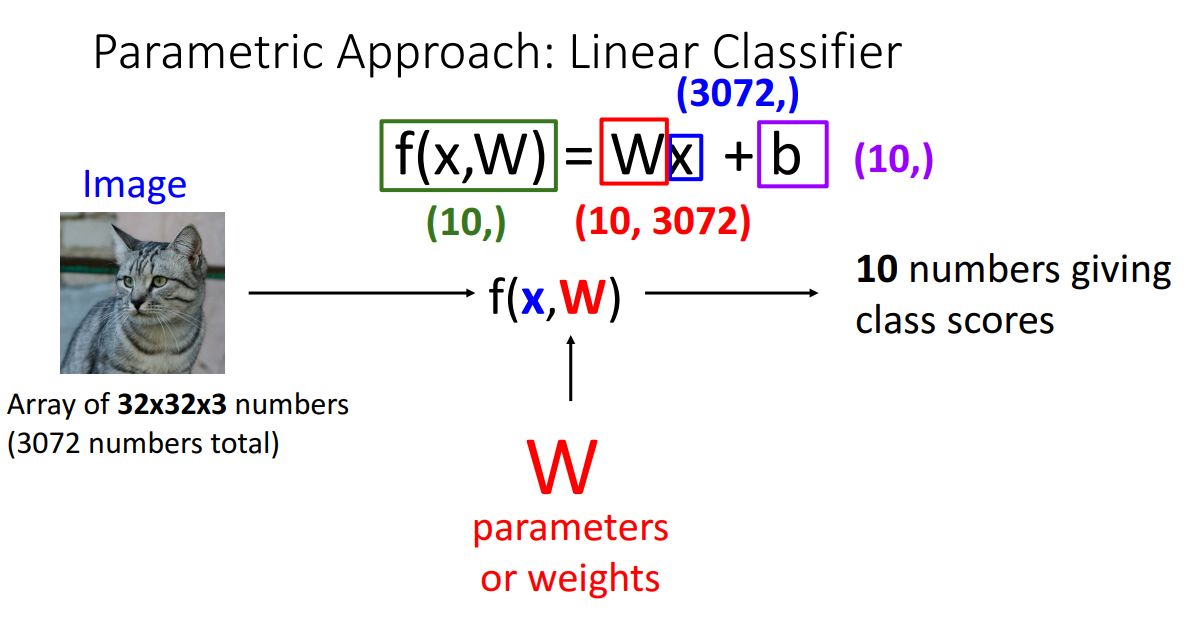 Parametric Approach: Linear Classifier
(3072,)
f(x,W) = Wx + b (10,)
(10,) (10, 3072)
Image
f(x,W)
10 numbers giving
class scores
Array of 32x32x3 numbers
(3072 numbers total)
W
parameters
or weights